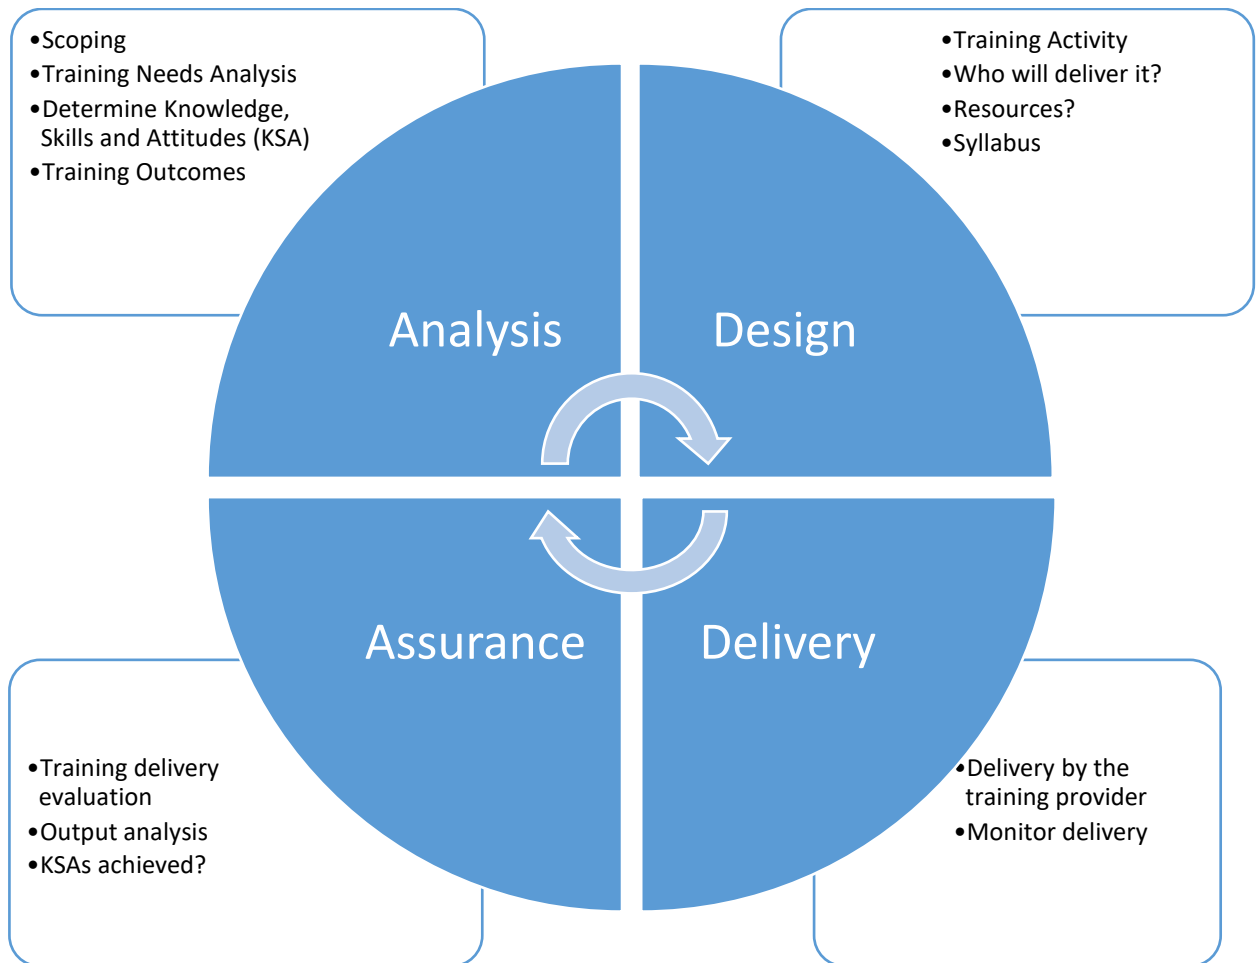 •Scoping
•Training Needs Analysis
•Determine Knowledge,
Skills and Attitudes (KSA)
•Training Outcomes
•Training Activity
•Who will deliver it?
•Resources?
•Syllabus
Analysis
Design
Assurance
Delivery
•Training delivery
evaluation
•Output analysis
•KSAs achieved?
•Delivery by the
training provider
•Monitor delivery